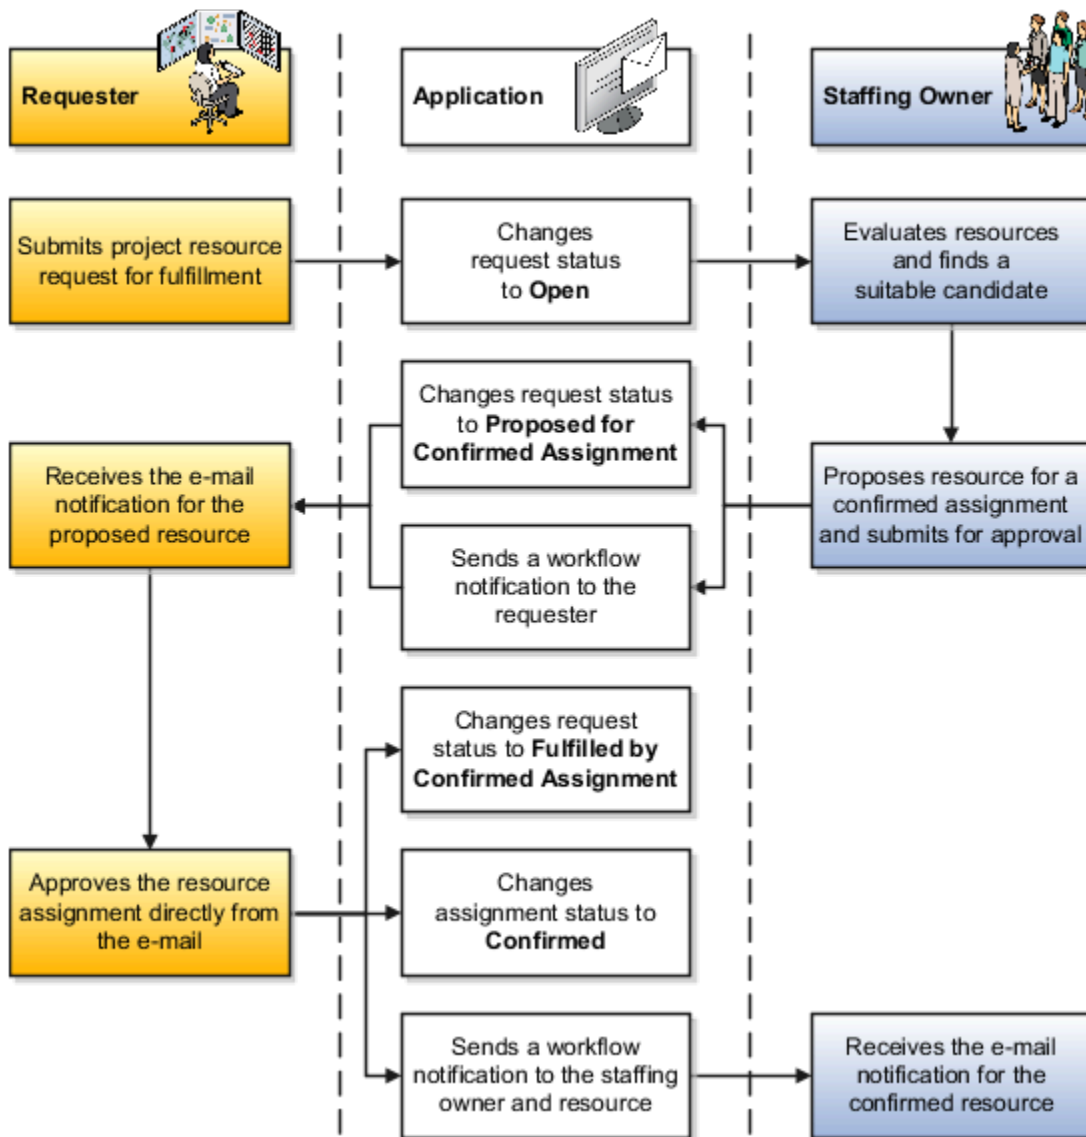 Requester
Application
Staffing Owner
Submits project resource
request for fulfillment
Changes
request status
to Open
Evaluates resources
and finds a
suitable candidate
Changes request status
to Proposed for
Confirmed Assignment
Receives the e-mail
notification for the
proposed resource
Proposes resource for a
confirmed assignment
and submits for approval
Sends a workflow
notification to the
requester
Changes request
status to Fulfilled by
Confirmed Assignment
Approves the resource
assignment directly from
the e-mail
Changes
assignment status to
Confirmed
Sends a workflow
notification to the staffing
owner and resource
Receives the e-mail
notification for the
confirmed resource